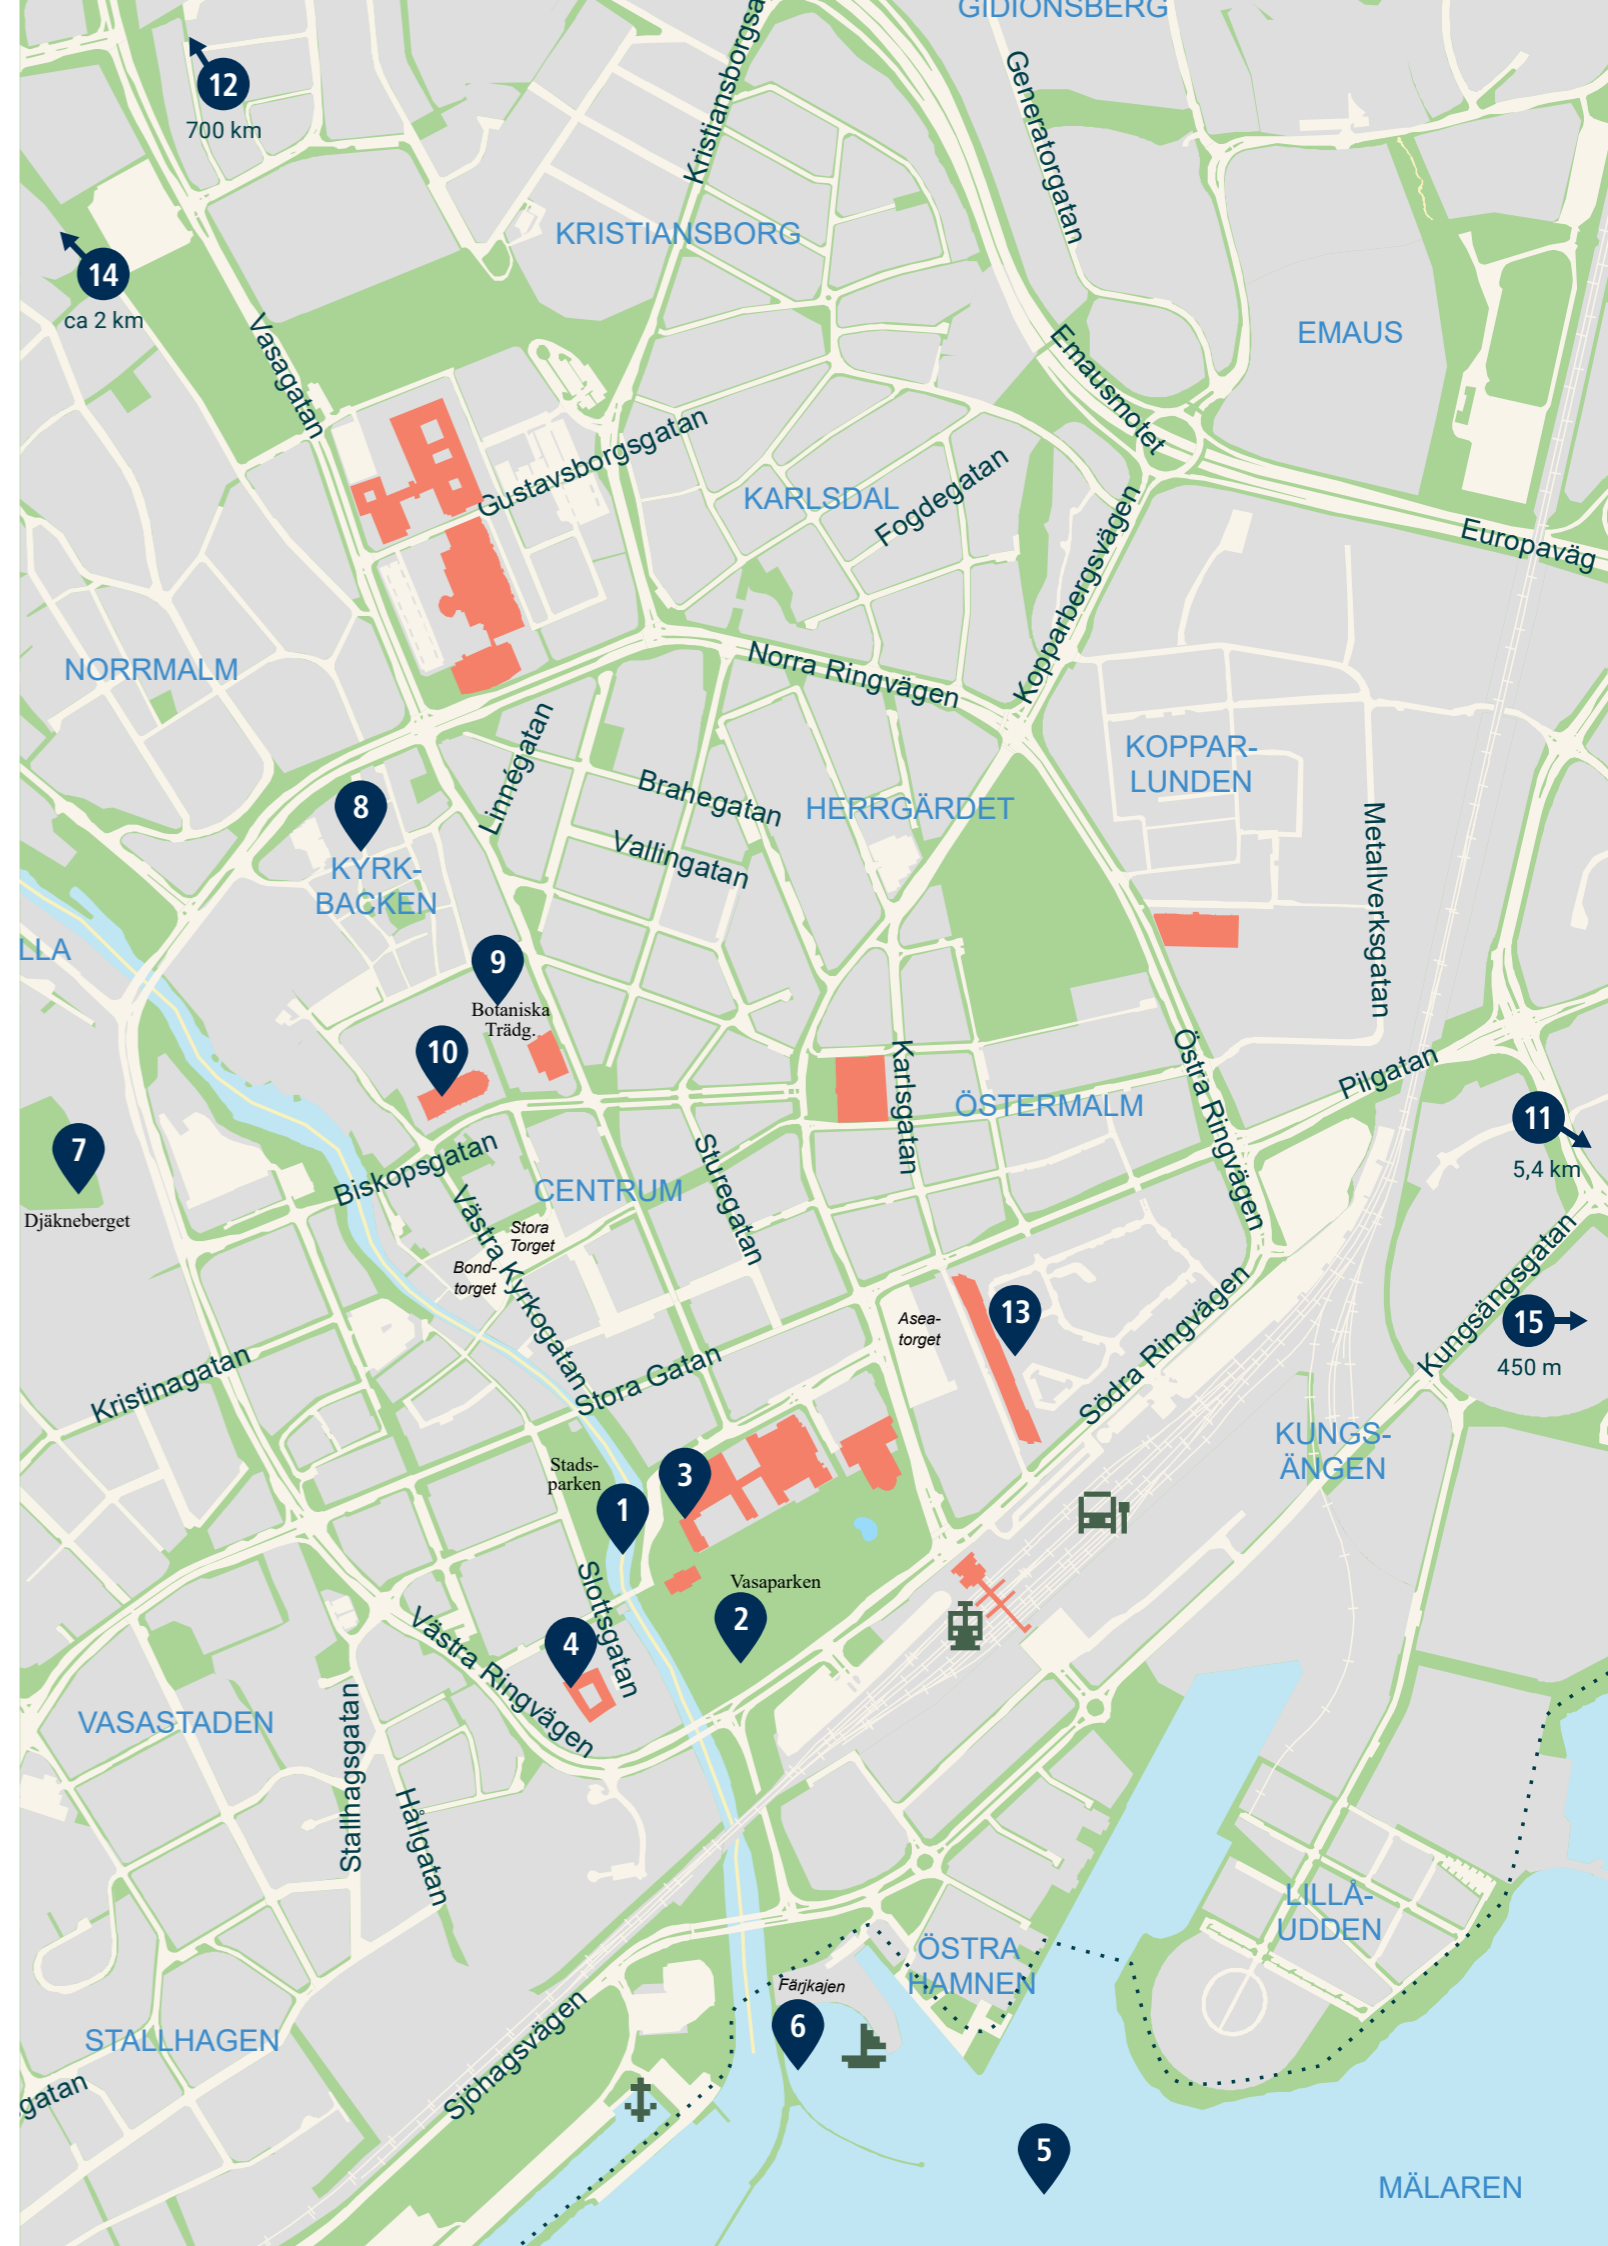 GIDIONSBERG
Kristiansborgsa
Generatorgatan
12
700 km
KRISTIANSBORG
14
ca 2 km
EMAUS
Vasagatan
Emausmotet
Gustavsborgsgatan
KARLSDAL
Fogdegatan
Kopparbergsvägen
Europaväg
NORRMALM
Norra Ringvägen
Linnégatan
KOPPAR-
LUNDEN
Brahegatan
HERRGÄRDET
8
Vallingatan
KYRK-
BACKEN
Metallverksgatan
LLA
9
Botaniska
Trädg.
10
Karlsgatan
Östra Ringvägen
Pilgatan
ÖSTERMALM
11
5,4 km
7
Djäkneberget
Biskopsgatan
CENTRUM
Sturegatan
Västra Kyrkogatan
Stora
Torget
Bond-
torget
Kungsängsgatan
13
Asea-
torget
15
450 m
Södra Ringvägen
Kristinagatan
Stora Gatan
KUNGS-
ÄNGEN
Stads-
parken
3
1
Slottsgatan
Vasaparken
2
4
Västra Ringvägen
VASASTADEN
Stallhagsgatan
Hållgatan
LILLÅ-
UDDEN
ÖSTRA
HAMNEN
Färjkajen
6
STALLHAGEN
Sjöhagsvägen
gatan
5
MÄLAREN